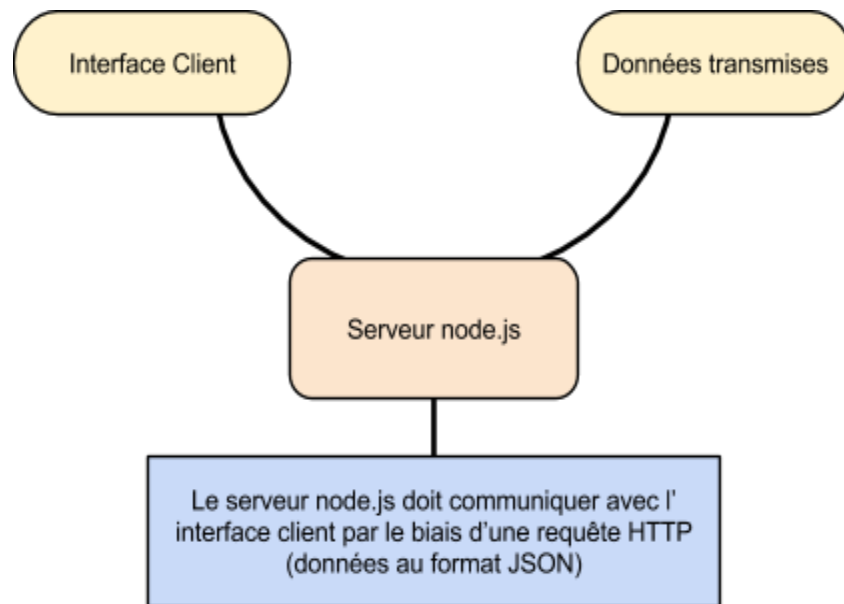 Interface Client
Données transmises
Serveur node.js
Le serveur node.js doit communiquer avec l'
interface client par le biais d'une requête HTTP
(données au format JSON)